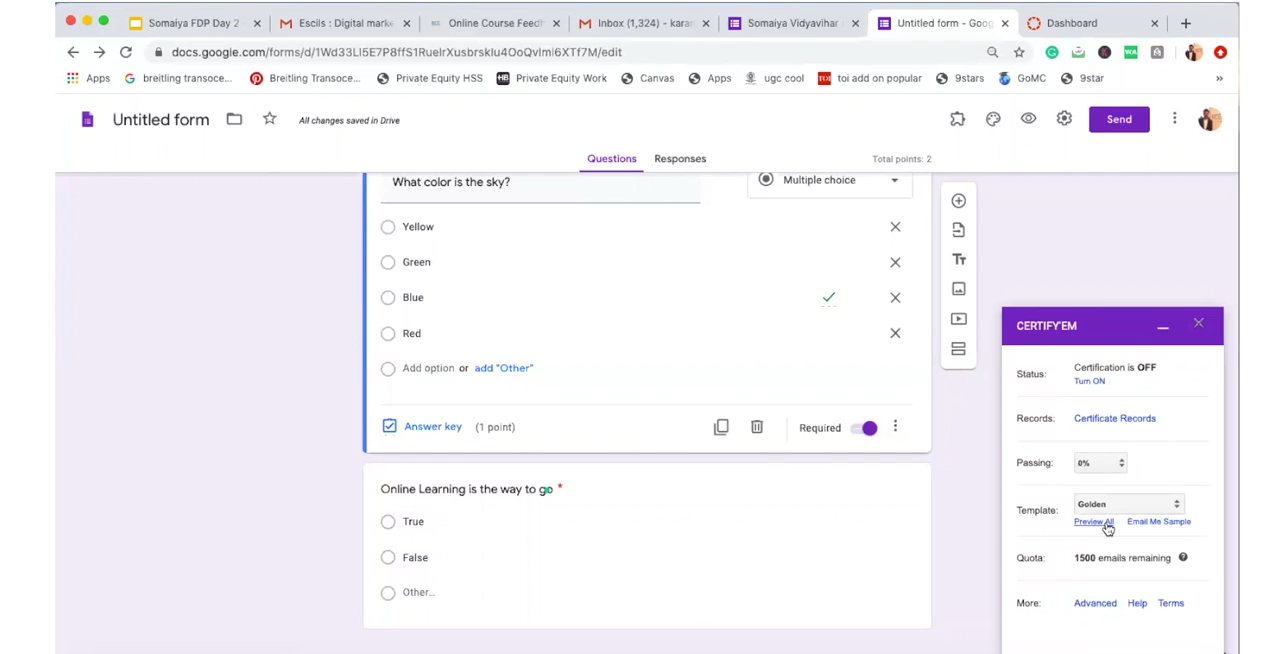 Somaiya FDP Day 2
Esciis : Digital marke
Online Course Feed
Inbox (1,324) - karan
Somaiya Vidyavihar
Untitled form - Goog
Dashboard
docs.google.com/forms/d/1Wd33LI5E7P8ffS1RueIrXusbrskIu4OoQvImI6XTf7M/edit
Apps
breitling transoce...
Breitling Transoce...
Private Equity HSS
HB Private Equity Work
Canvas
Apps
ugc cool
TOI toi add on popular
9stars
GoMC
9star
»
Untitled form
All changes saved in Drive
Send
Questions
Responses
Total points: 2
What color is the sky?
Multiple choice
Yellow
Green
Blue
Red
Add option or add "Other"
Answer key (1 point)
Required
Online Learning is the way to go *
True
False
Other...
CERTIFY'EM
Status: Certification is OFF
Turn ON
Records: Certificate Records
Passing: 0%
Template: Golden
Preview All Email Me Sample
Quota: 1500 emails remaining
More: Advanced Help Terms